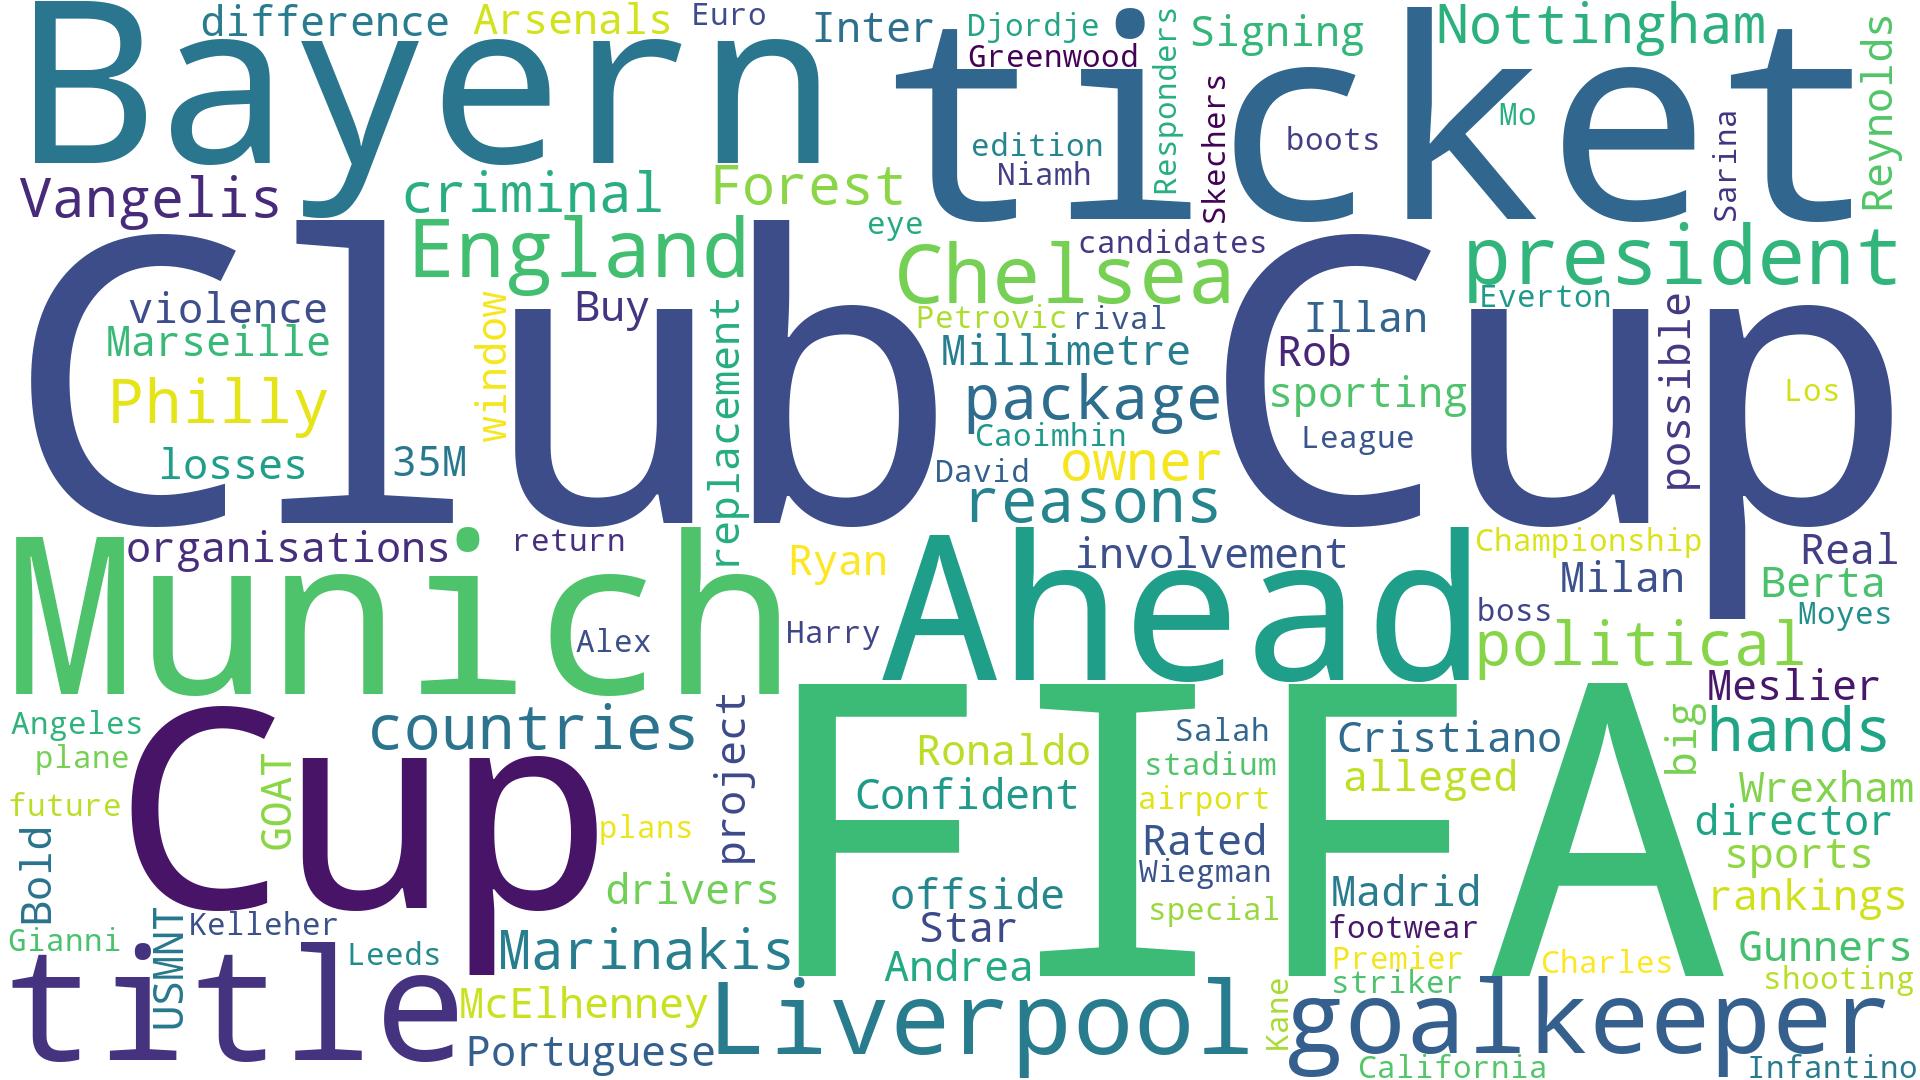 Bayern
ticket
difference
Arsenals
Euro
Inter
Djordje
Greenwood
Responders
Signing
Nottingham
Reynolds
Skechers
boots
Mo
Sarina
edition
Niamh
Vangelis
criminal
Forest
eye
Club
Cup
England
Chelsea
candidates
president
Everton
violence
Buy
window
replacement
Petrovic
rival
Illan
possible
Marseille
Millimetre
Rob
Philly
package
sporting
Los
Caoimhin
League
losses
35M
David
owner
reasons
Munich
organisations
return
Ryan
Ahead
involvement
Championship
Real
Milan
Berta
boss
Moyes
Alex
Harry
political
Meslier
Cup
FIFA
Angeles
plane
countries
project
Ronaldo
Salah
Cristiano
big
hands
stadium
alleged
future
GOAT
Confident
airport
Wrexham
plans
Rated
director
Bold
Wiegman
sports
drivers
offside
Madrid
rankings
special
Star
footwear
Gianni
USMNT
Kelleher
Leeds
Marinakis
Andrea
Premier
Charles
Gunners
striker
shooting
title
McElhenney
Liverpool
Kane
goalkeeper
Portuguese
California
Infantino